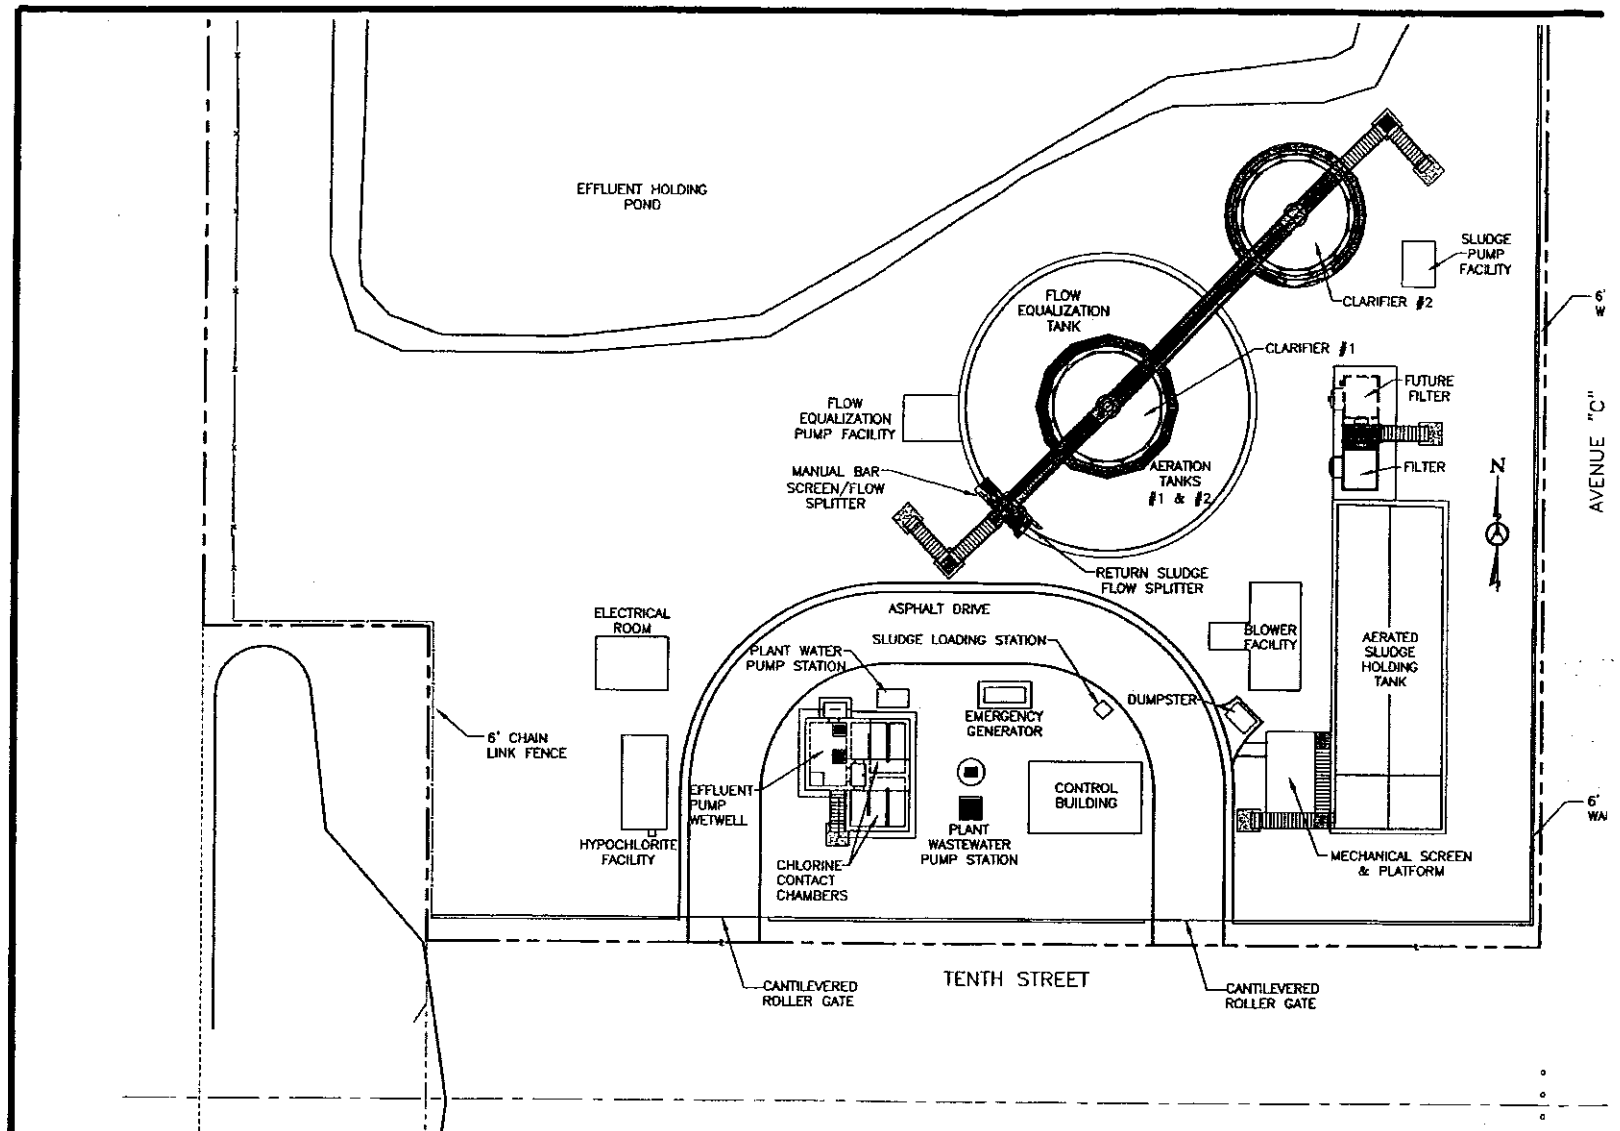 EFFLUENT HOLDING
POND
SLUDGE
PUMP
FACILITY
CLARIFIER #2
6'
W
FLOW
EQUALIZATION
TANK
CLARIFIER #1
FUTURE
FILTER
FLOW
EQUALIZATION
PUMP FACILITY
AVENUE "C"
MANUAL BAR
SCREEN/FLOW
SPLITTER
AERATION
TANKS
#1 & #2
FILTER
N
RETURN SLUDGE
FLOW SPLITTER
ASPHALT DRIVE
ELECTRICAL
ROOM
SLUDGE LOADING STATION
BLOWER
FACILITY
AERATED
SLUDGE
HOLDING
TANK
PLANT WATER
PUMP STATION
DUMPSTER
EMERGENCY
GENERATOR
6' CHAIN
LINK FENCE
EFFLUENT
PUMP
WETWELL
CONTROL
BUILDING
6'
WA
HYPOCHLORITE
FACILITY
PLANT
WASTEWATER
PUMP STATION
CHLORINE
CONTACT
CHAMBERS
MECHANICAL SCREEN
& PLATFORM
TENTH STREET
CANTILEVERED
ROLLER GATE
CANTILEVERED
ROLLER GATE